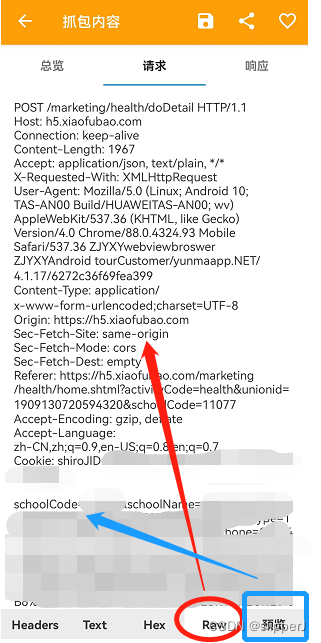 抓包内容
总览 请求 响应
POST /marketing/health/doDetail HTTP/1.1
Host: h5.xiaofubao.com
Connection: keep-alive
Content-Length: 1967
Accept: application/json, text/plain, */*
X-Requested-With: XMLHttpRequest
User-Agent: Mozilla/5.0 (Linux; Android 10;
TAS-AN00 Build/HUAWEITAS-AN00; wv)
AppleWebKit/537.36 (KHTML, like Gecko)
Version/4.0 Chrome/88.0.4324.93 Mobile
Safari/537.36 ZJYXYwebviewbroswer
ZJYXYAndroid tourCustomer/yunmaapp.NET/
4.1.17/6272c36f69fea399
Content-Type: application/
x-www-form-urlencoded;charset=UTF-8
Origin: https://h5.xiaofubao.com
Sec-Fetch-Site: same-origin
Sec-Fetch-Mode: cors
Sec-Fetch-Dest: empty
Referer: https://h5.xiaofubao.com/marketing
/health/home.shtml?activityCode=health&unionid=
1909130720594320&schoolCode=11077
Accept-Encoding: gzip, deflate
Accept-Language:
zh-CN,zh;q=0.9,en-US;q=0.8,en;q=0.7
Cookie: shiroJID
schoolCode= schoolName=
Headers Text Hex Raw 预览